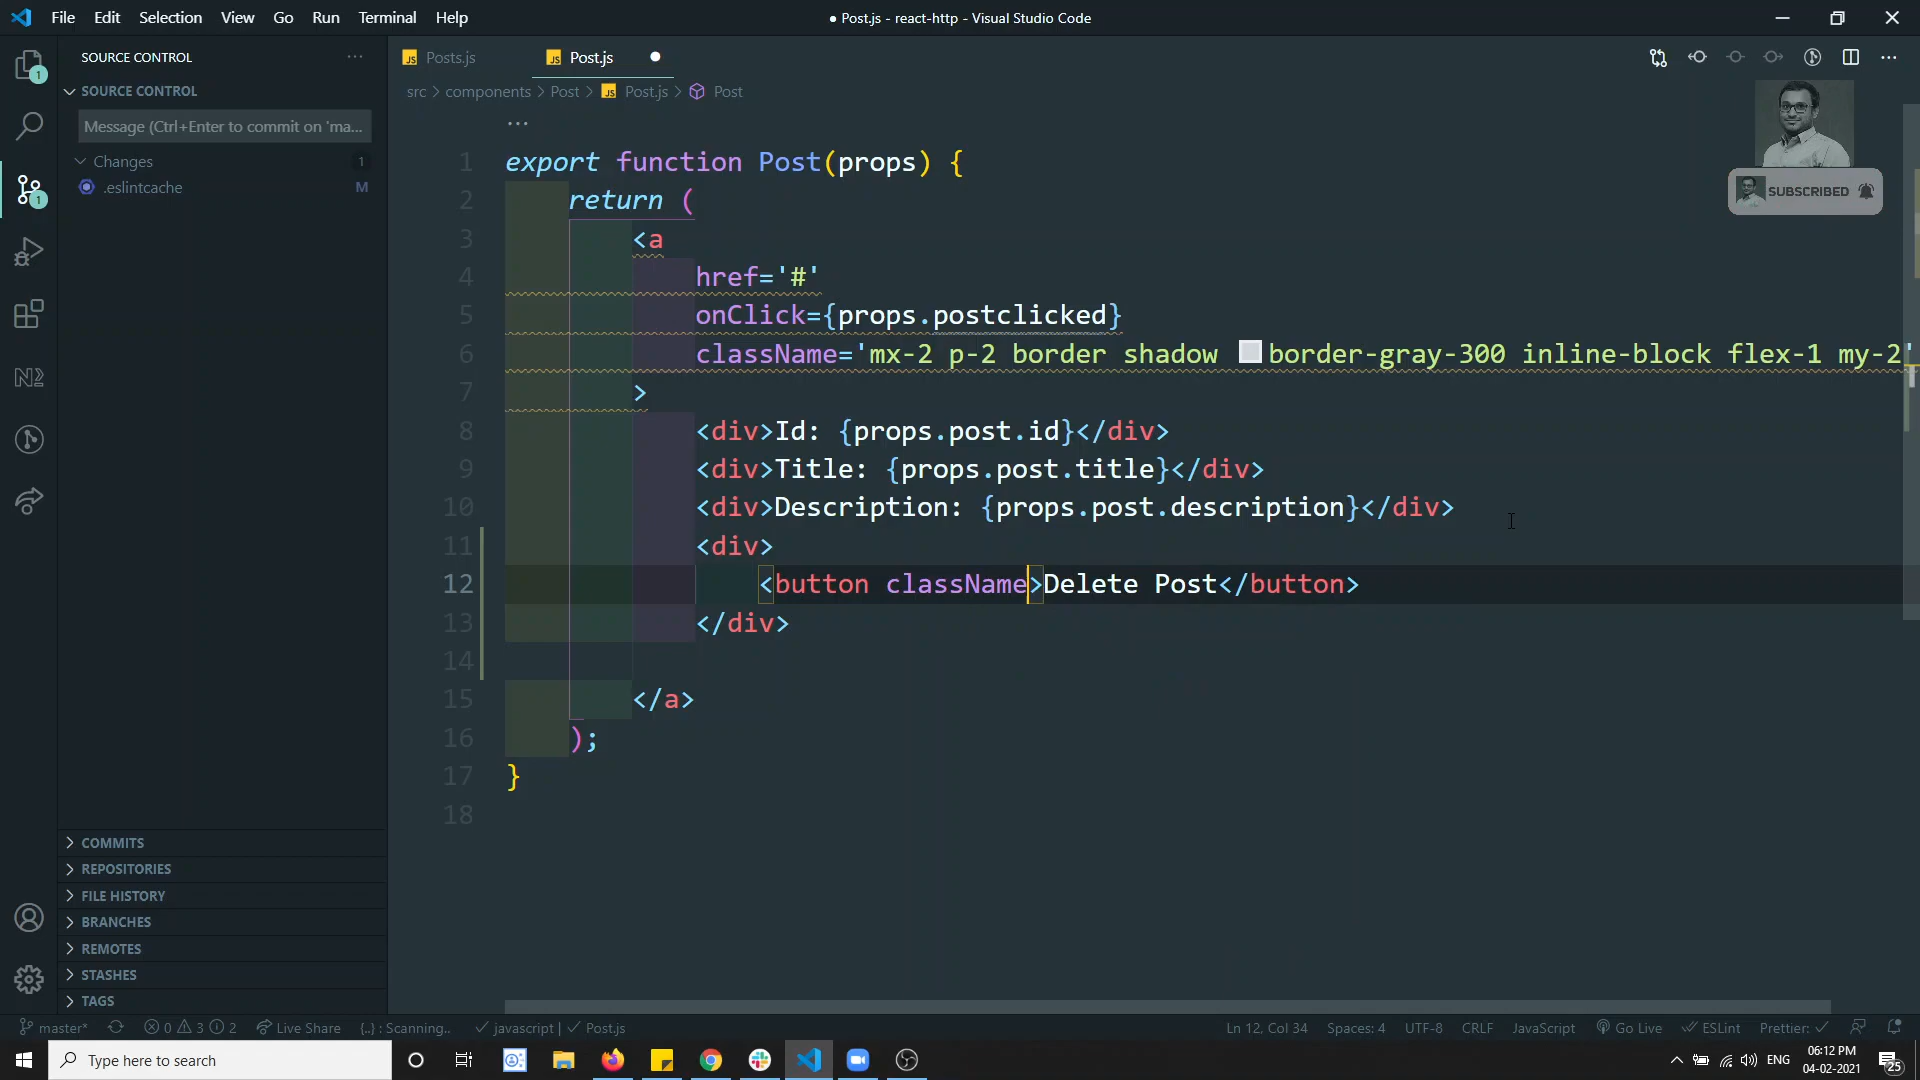 File Edit Selection View Go Run Terminal Help
● Post.js - react-http - Visual Studio Code
SOURCE CONTROL ···
SOURCE CONTROL
Message (Ctrl+Enter to commit on 'ma...
Changes 1
.eslintcache M
COMMITS
REPOSITORIES
FILE HISTORY
BRANCHES
REMOTES
STASHES
TAGS
JS Posts.js JS Post.js ●
src > components > Post > JS Post.js > Post
...
1 export function Post(props) {
2 return (
3 <a
4 href='#'
5 onClick={props.postclicked}
6 className='mx-2 p-2 border shadow border-gray-300 inline-block flex-1 my-2'
7 >
8 <div>Id: {props.post.id}</div>
9 <div>Title: {props.post.title}</div>
10 <div>Description: {props.post.description}</div>
11 <div>
12 <button className>Delete Post</button>
13 </div>
14
15 </a>
16 );
17 }
18
SUBSCRIBED
master* 0 3 2 Live Share {..} : Scanning.. ✓ javascript | ✓ Post.js
Ln 12, Col 34 Spaces: 4 UTF-8 CRLF JavaScript Go Live ESLint Prettier: ✓
Type here to search
ENG
06:12 PM
04-02-2021
25